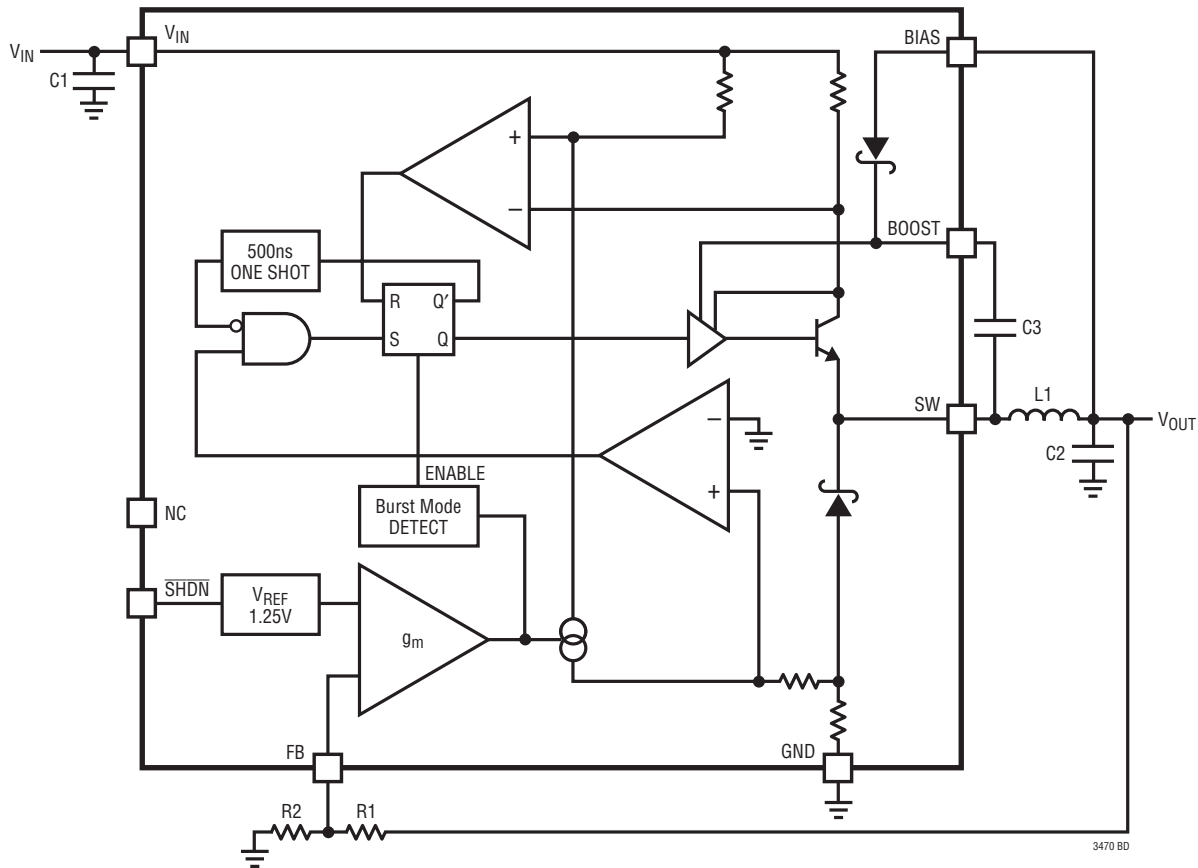 VIN
VIN
BIAS
C1
+
−
BOOST
500ns
ONE SHOT
R Q′
S Q
C3
SW
L1
VOUT
C2
−
+
ENABLE
Burst Mode
DETECT
NC
SHDN
VREF
1.25V
gm
FB
GND
R2
R1
3470 BD